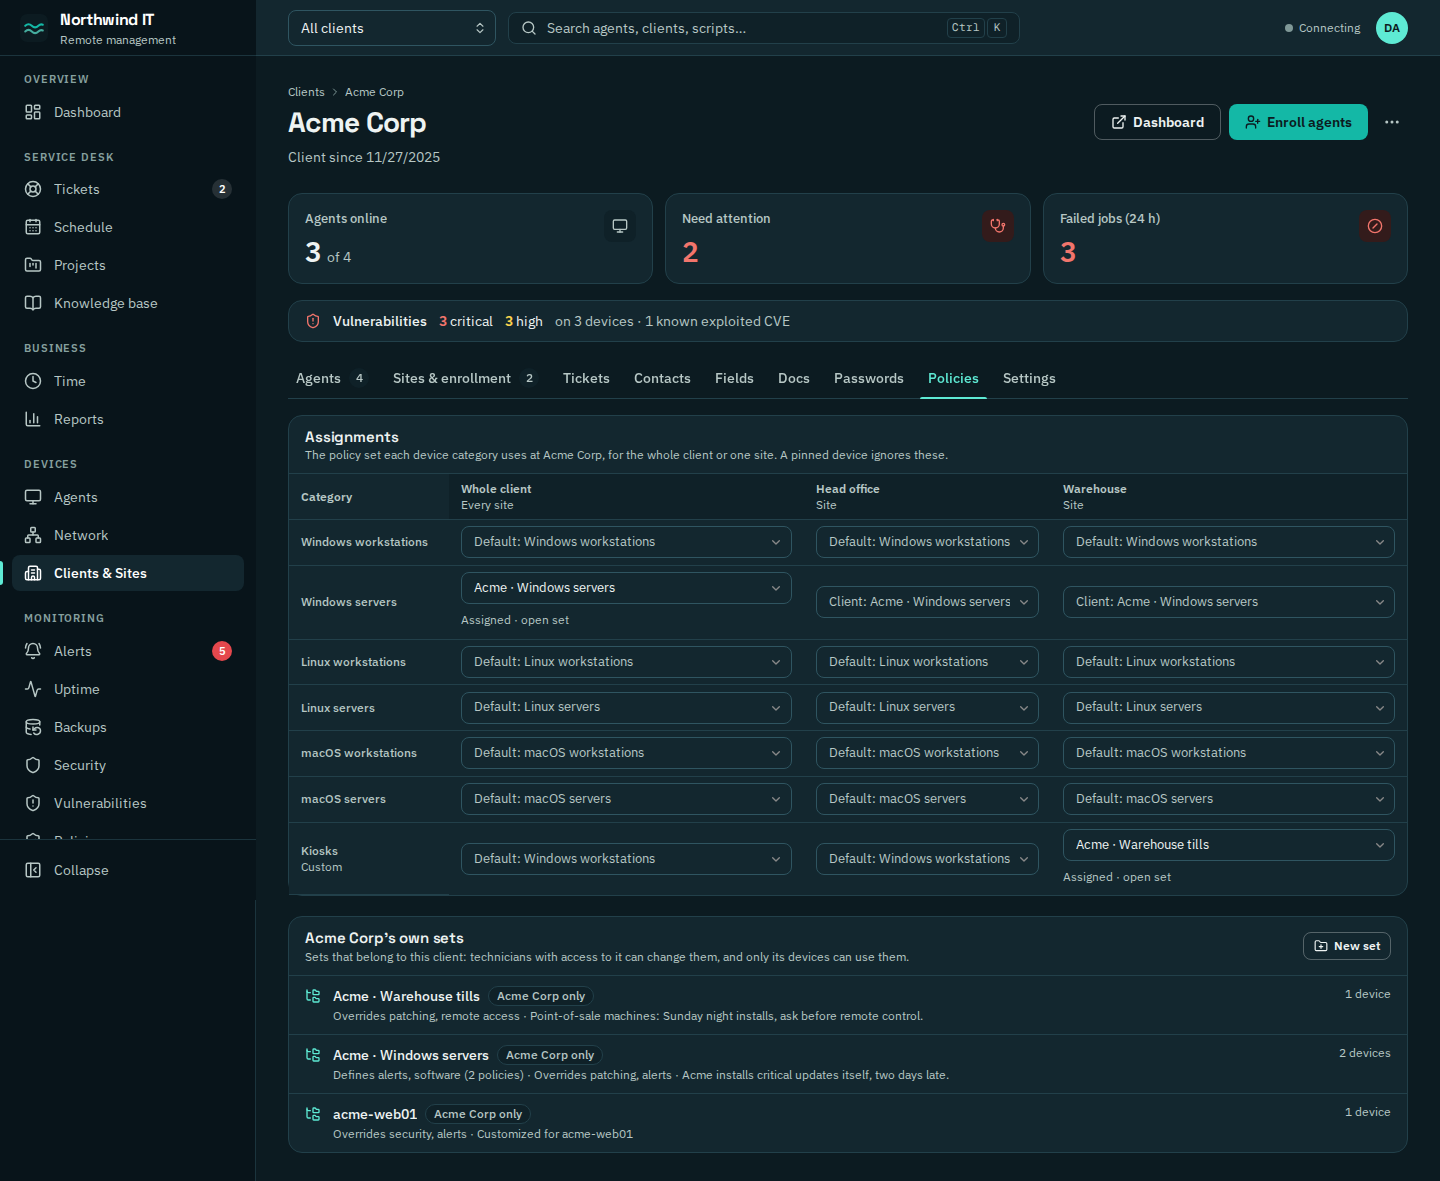 Northwind IT
Remote management
All clients
Search agents, clients, scripts...
Ctrl K
Connecting
DA
OVERVIEW
Dashboard
SERVICE DESK
Tickets 2
Schedule
Projects
Knowledge base
BUSINESS
Time
Reports
DEVICES
Agents
Network
Clients & Sites
MONITORING
Alerts 5
Uptime
Backups
Security
Vulnerabilities
Collapse
Clients > Acme Corp
Acme Corp
Client since 11/27/2025
Dashboard
Enroll agents
Agents online
3 of 4
Need attention
2
Failed jobs (24 h)
3
Vulnerabilities 3 critical 3 high on 3 devices · 1 known exploited CVE
Agents 4 Sites & enrollment 2 Tickets Contacts Fields Docs Passwords Policies Settings
Assignments
The policy set each device category uses at Acme Corp, for the whole client or one site. A pinned device ignores these.
Category
Whole client
Every site
Head office
Site
Warehouse
Site
Windows workstations Default: Windows workstations Default: Windows workstations Default: Windows workstations
Windows servers Acme · Windows servers Client: Acme · Windows servers Client: Acme · Windows servers
Assigned · open set
Linux workstations Default: Linux workstations Default: Linux workstations Default: Linux workstations
Linux servers Default: Linux servers Default: Linux servers Default: Linux servers
macOS workstations Default: macOS workstations Default: macOS workstations Default: macOS workstations
macOS servers Default: macOS servers Default: macOS servers Default: macOS servers
Kiosks
Custom
Default: Windows workstations Default: Windows workstations Acme · Warehouse tills
Assigned · open set
Acme Corp's own sets
Sets that belong to this client: technicians with access to it can change them, and only its devices can use them.
New set
Acme · Warehouse tills Acme Corp only 1 device
Overrides patching, remote access · Point-of-sale machines: Sunday night installs, ask before remote control.
Acme · Windows servers Acme Corp only 2 devices
Defines alerts, software (2 policies) · Overrides patching, alerts · Acme installs critical updates itself, two days late.
acme-web01 Acme Corp only 1 device
Overrides security, alerts · Customized for acme-web01